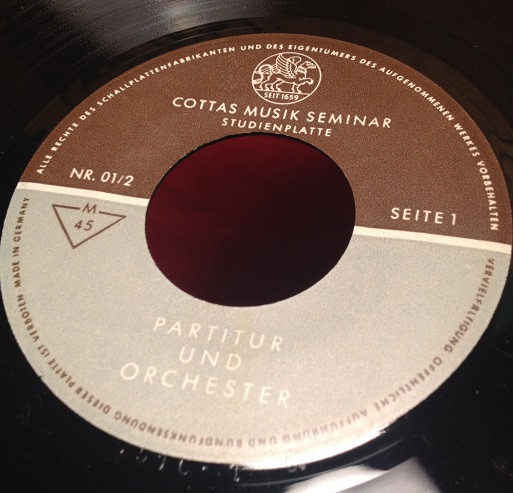 ALLE RECHTE DES SCHALLPLATTENFABRIKANTEN UND DES EIGENTÜMERS DES AUFGENOMMENEN WERKES VORBEHALTEN
SEIT 1659
COTTAS MUSIK SEMINAR
STUDIENPLATTE
NR. 01/2
SEITE 1
M
45
PARTITUR
UND
ORCHESTER
VERVIELFÄLTIGUNG ÖFFENTLICHE AUFFÜHRUNG UND RUNDFUNKSENDUNG DIESER PLATTE IST VERBOTEN. MADE IN GERMANY